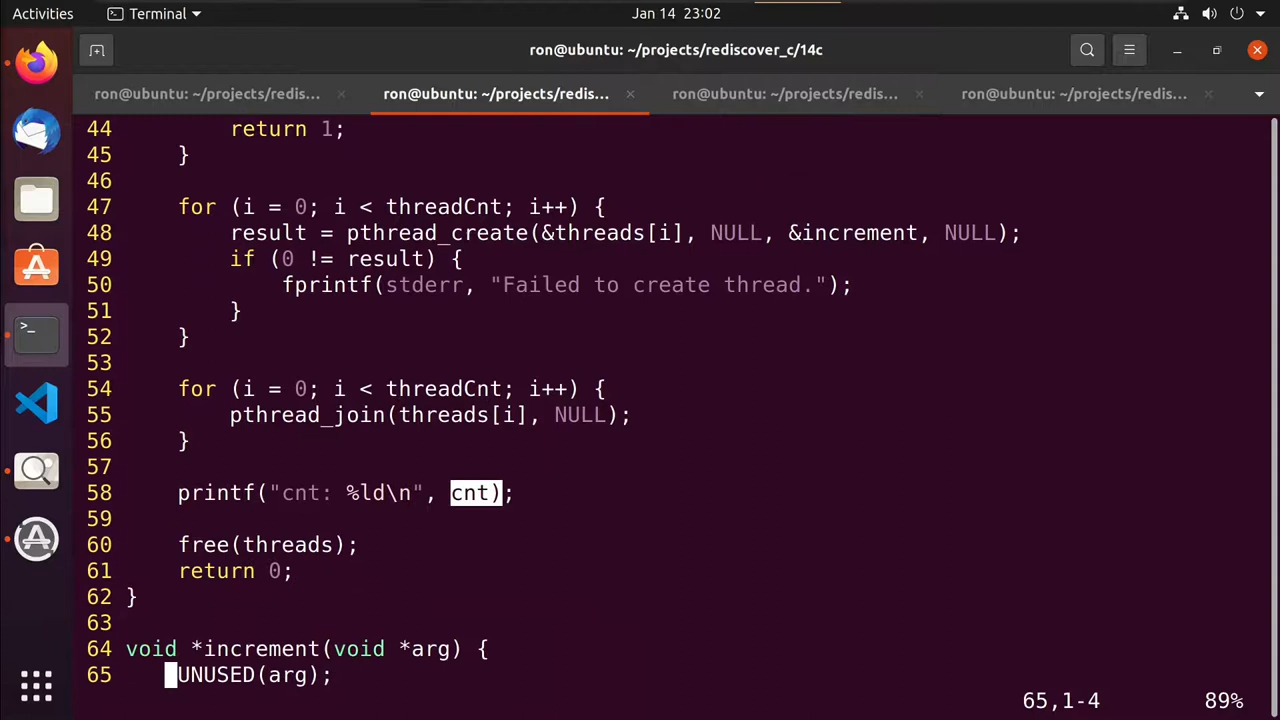 Activities
Terminal
Jan 14 23:02
ron@ubuntu: ~/projects/rediscover_c/14c
ron@ubuntu: ~/projects/redis...
ron@ubuntu: ~/projects/redis...
ron@ubuntu: ~/projects/redis...
ron@ubuntu: ~/projects/redis...
44 return 1;
45 }
46
47 for (i = 0; i < threadCnt; i++) {
48 result = pthread_create(&threads[i], NULL, &increment, NULL);
49 if (0 != result) {
50 fprintf(stderr, "Failed to create thread.");
51 }
52 }
53
54 for (i = 0; i < threadCnt; i++) {
55 pthread_join(threads[i], NULL);
56 }
57
58 printf("cnt: %ld\n", cnt);
59
60 free(threads);
61 return 0;
62 }
63
64 void *increment(void *arg) {
65 UNUSED(arg);
65,1-4 89%